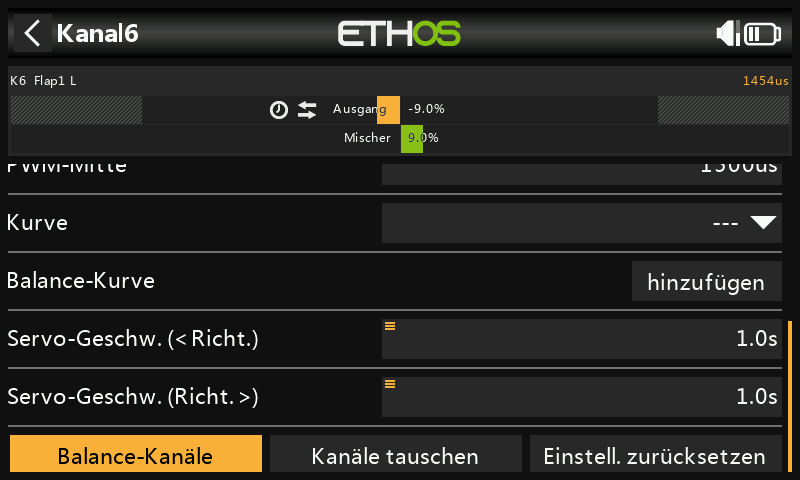 Kanal6
ETHOS
K6 Flap1 L
1454us
Ausgang -9.0%
Mischer 9.0%
PWM-Mitte 1500us
Kurve ---
Balance-Kurve hinzufügen
Servo-Geschw. (< Richt.) 1.0s
Servo-Geschw. (Richt. >) 1.0s
Balance-Kanäle Kanäle tauschen Einstell. zurücksetzen